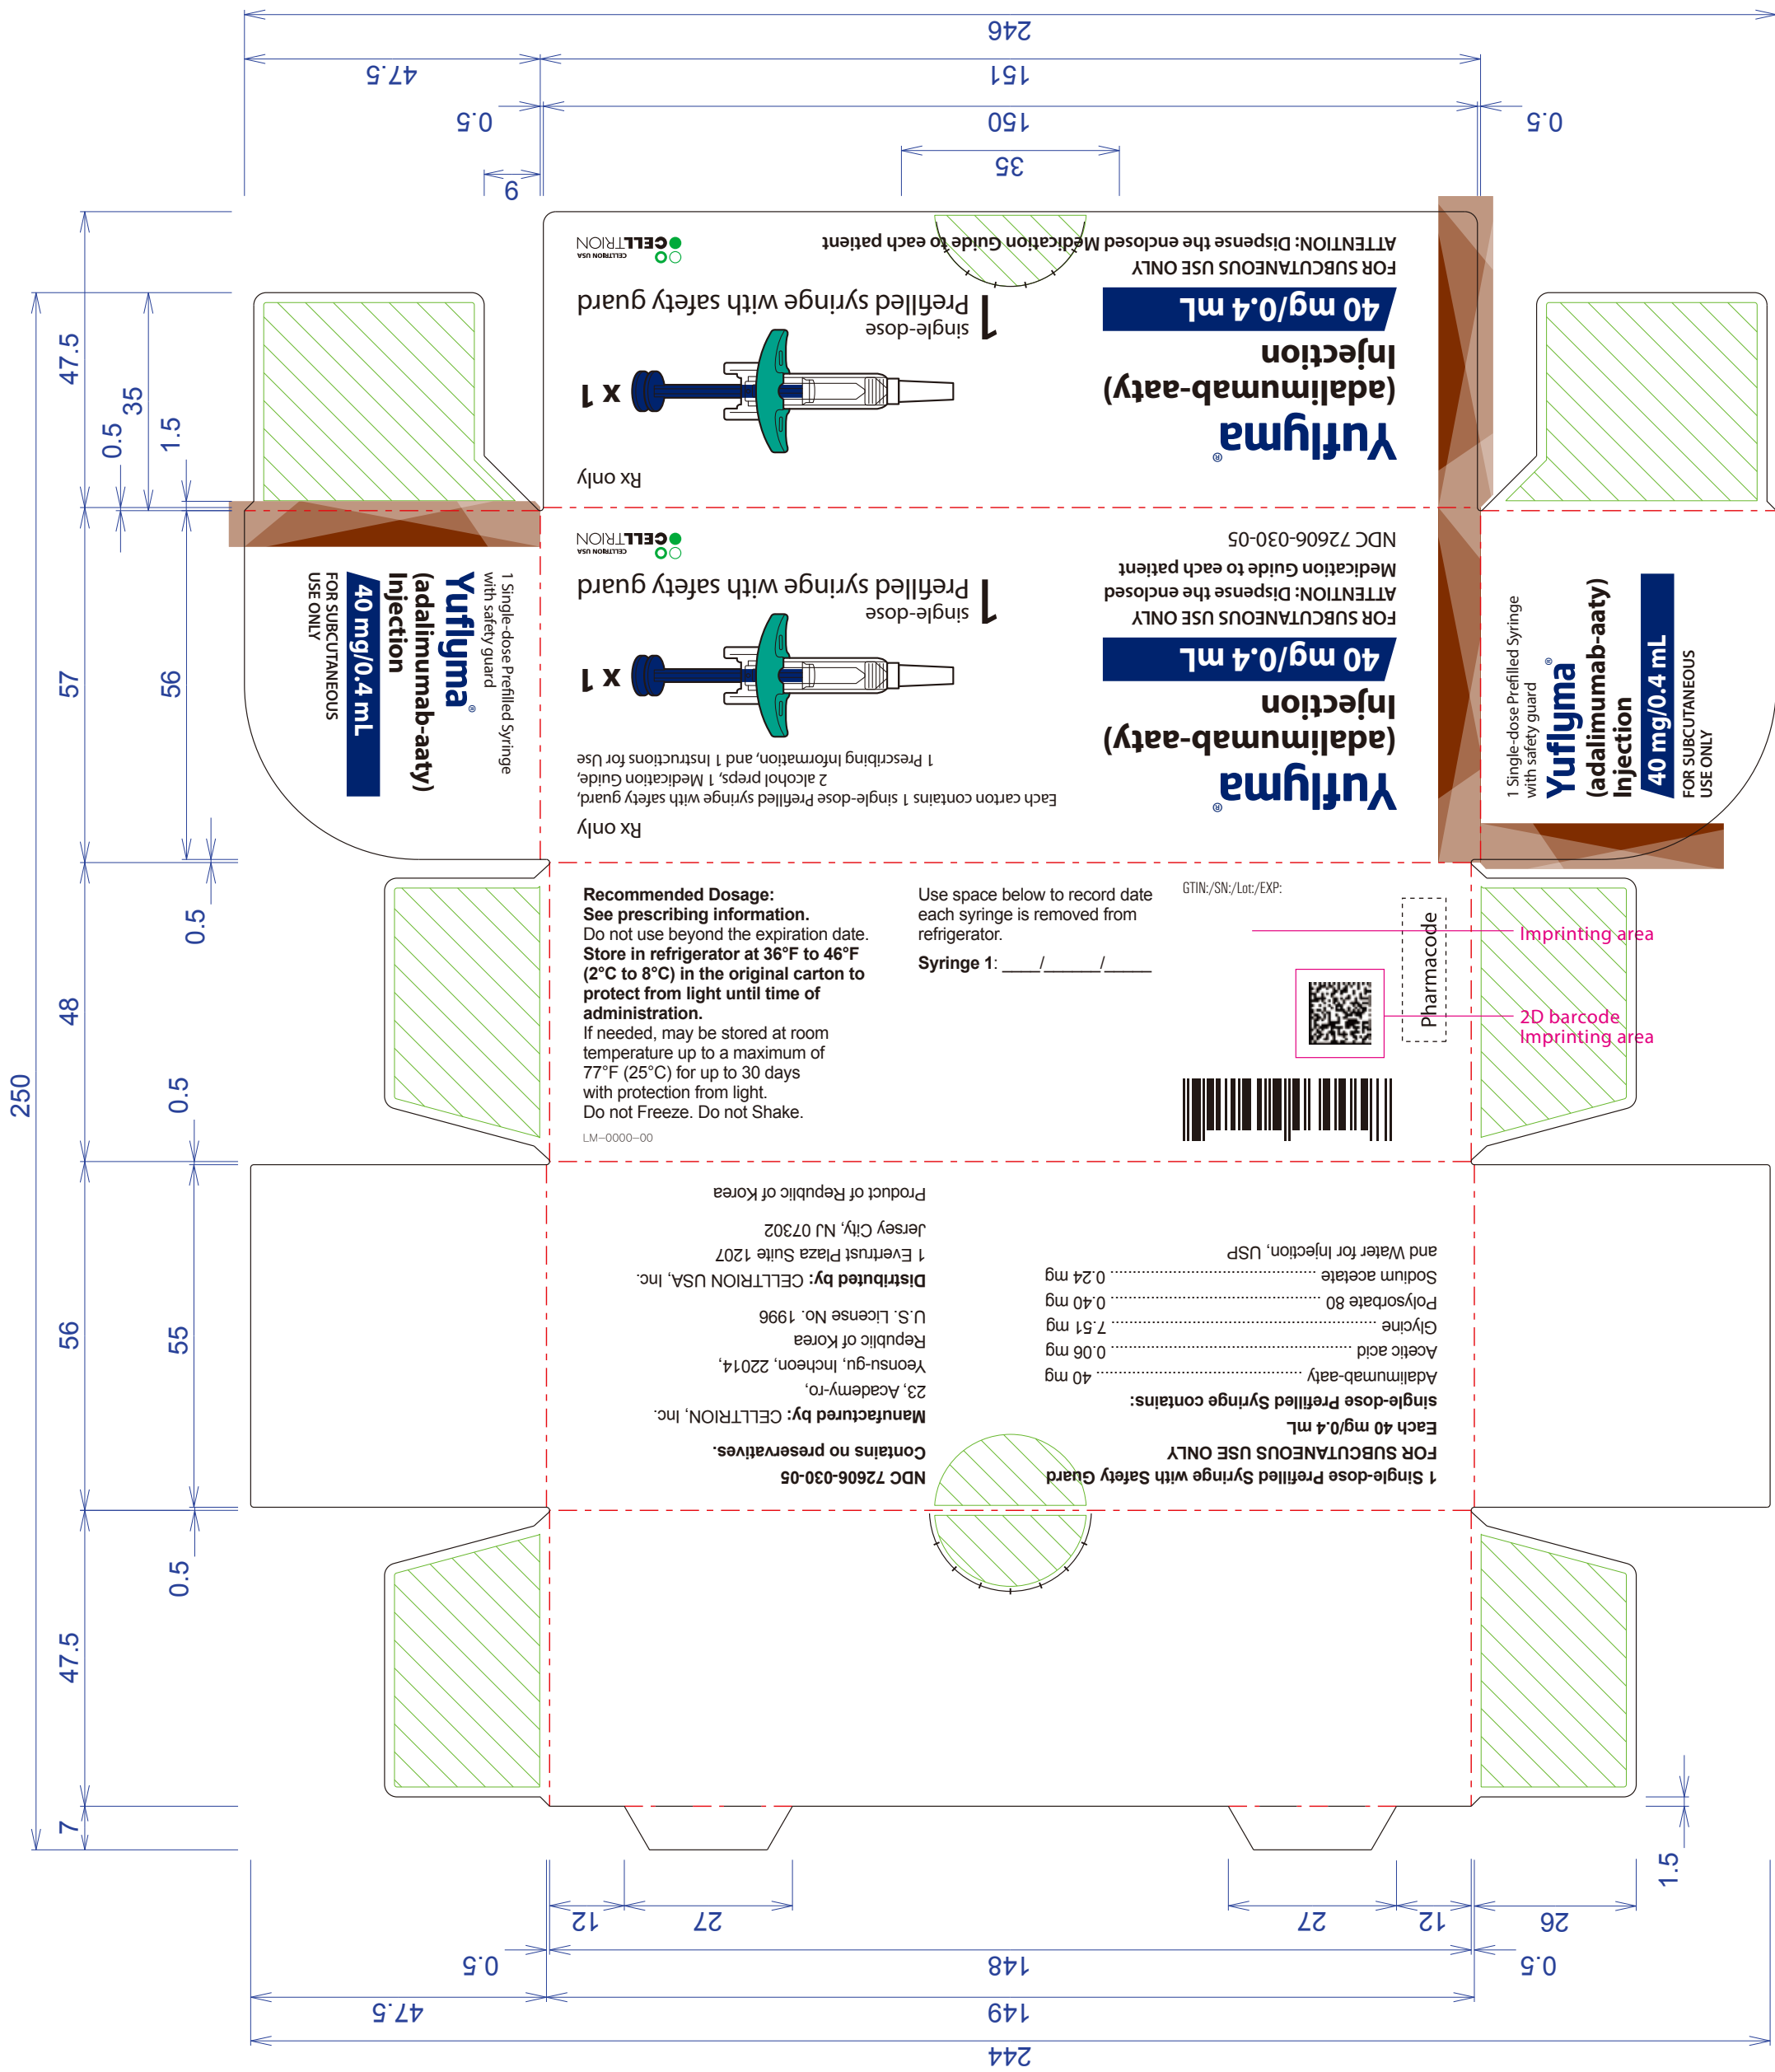 246
47.5
151
0.5
150
0.5
9
35
ATTENTION: Dispense the enclosed Medication Guide to each patient
FOR SUBCUTANEOUS USE ONLY
40 mg/0.4 mL
Injection
(adalimumab-aaty)
Yuflyma®
CELLTRION USA
CELLTRION
1 single-dose
Prefilled syringe with safety guard
x 1
Rx only
47.5
35
0.5
1.5
Yuflyma®
(adalimumab-aaty)
Injection
40 mg/0.4 mL
FOR SUBCUTANEOUS USE ONLY
ATTENTION: Dispense the enclosed
Medication Guide to each patient
NDC 72606-030-05
Rx only
Each carton contains 1 single-dose Prefilled syringe with safety guard,
2 alcohol preps, 1 Medication Guide,
1 Prescribing Information, and 1 Instructions for Use
x 1
1 single-dose
Prefilled syringe with safety guard
CELLTRION USA
CELLTRION
1 Single-dose Prefilled Syringe
with safety guard
Yuflyma®
(adalimumab-aaty)
Injection
40 mg/0.4 mL
FOR SUBCUTANEOUS
USE ONLY
1 Single-dose Prefilled Syringe
with safety guard
Yuflyma®
(adalimumab-aaty)
Injection
40 mg/0.4 mL
FOR SUBCUTANEOUS
USE ONLY
57
56
0.5
Recommended Dosage:
See prescribing information.
Do not use beyond the expiration date.
Store in refrigerator at 36°F to 46°F
(2°C to 8°C) in the original carton to
protect from light until time of
administration.
If needed, may be stored at room
temperature up to a maximum of
77°F (25°C) for up to 30 days
with protection from light.
Do not Freeze. Do not Shake.
LM-0000-00
Use space below to record date
each syringe is removed from
refrigerator.
Syringe 1: ____/______/_____
GTIN:/SN:/Lot:/EXP:
Pharmacode
Imprinting area
2D barcode
Imprinting area
48
250
0.5
1 Single-dose Prefilled Syringe with Safety Guard
FOR SUBCUTANEOUS USE ONLY
Each 40 mg/0.4 mL
single-dose Prefilled Syringe contains:
Adalimumab-aaty ........ 40 mg
Acetic acid ........ 0.06 mg
Glycine ........ 7.51 mg
Polysorbate 80 ........ 0.40 mg
Sodium acetate ........ 0.24 mg
and Water for Injection, USP
NDC 72606-030-05
Contains no preservatives.
Manufactured by: CELLTRION, Inc.
23, Academy-ro,
Yeonsu-gu, Incheon, 22014,
Republic of Korea
U.S. License No. 1996
Distributed by: CELLTRION USA, Inc.
1 Evertrust Plaza Suite 1207
Jersey City, NJ 07302
Product of Republic of Korea
56
55
0.5
47.5
7
1.5
12
27
27
12
26
0.5
148
0.5
47.5
149
244